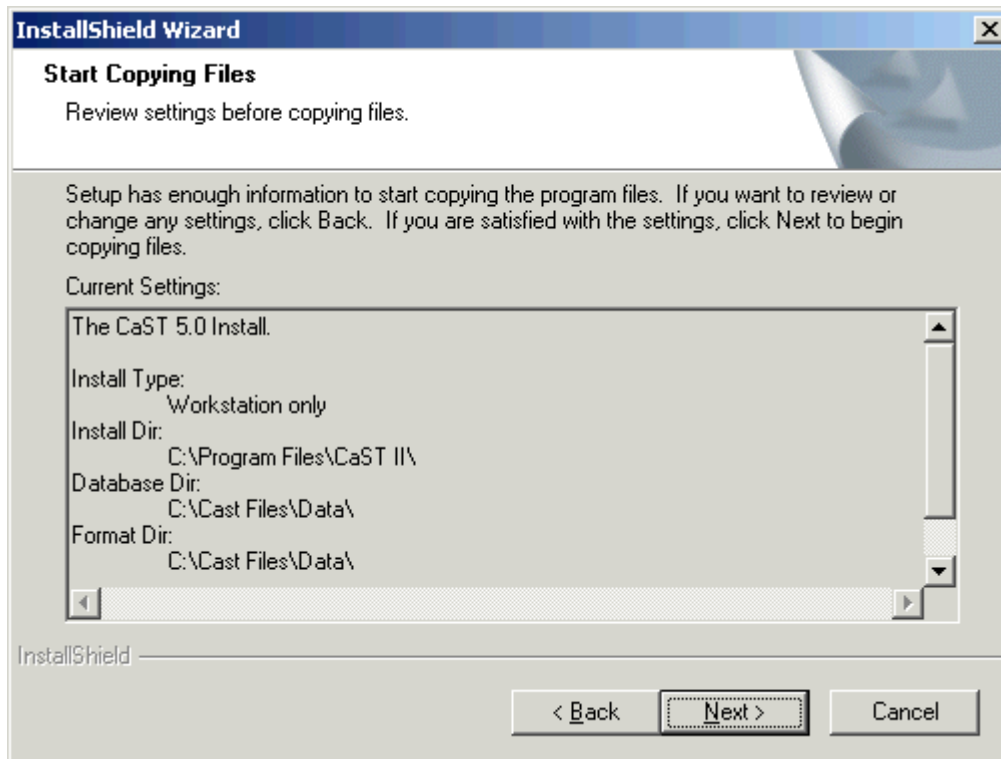 InstallShield Wizard
Start Copying Files
Review settings before copying files.
Setup has enough information to start copying the program files.  If you want to review or
change any settings, click Back.  If you are satisfied with the settings, click Next to begin
copying files.
Current Settings:
The CaST 5.0 Install.
Install Type:
Workstation only
Install Dir:
C:\Program Files\CaST II\
Database Dir:
C:\Cast Files\Data\
Format Dir:
C:\Cast Files\Data\
InstallShield
< Back Next > Cancel